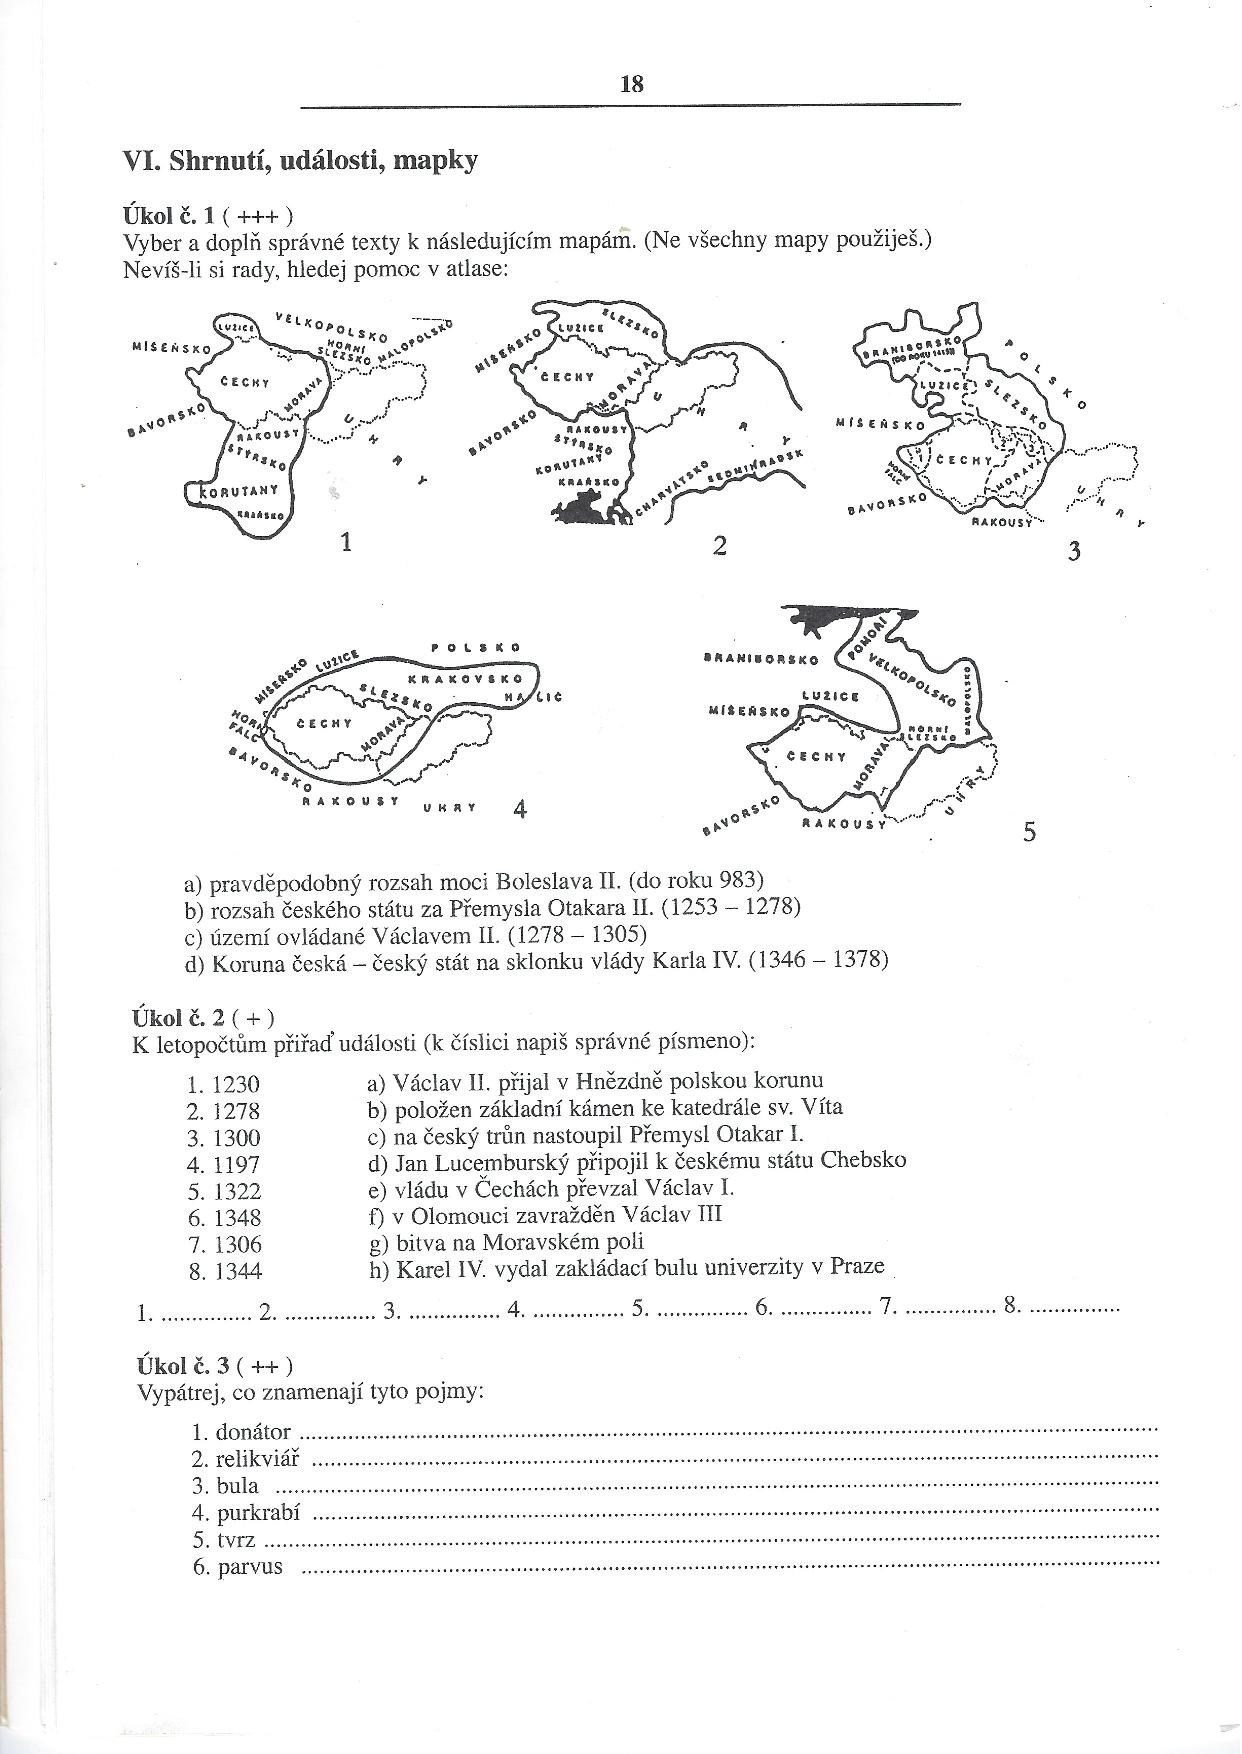 18
VI. Shrnutí, události, mapky
Úkol č. 1 ( +++ )
Vyber a doplň správné texty k následujícím mapám. (Ne všechny mapy použiješ.)
Nevíš-li si rady, hledej pomoc v atlase:
LUŽICE
VELKOPOLSKO
MÍŠEŇSKO
HORNÍ
SLEZSKO
MALOPOLSKO
ČECHY
MORAVA
BAVORSKO
RAKOUSY
UHRY
ŠTÝRSKO
KORUTANY
KRAŇSKO
1
SLEZSKO
LUŽICE
MÍŠEŇSKO
ČECHY
MORAVA
UHRY
BAVORSKO
RAKOUSY
ŠTÝRSKO
KORUTANY
KRAŇSKO
CHARVATSKO
SEDMIHRADSK
2
BRANIBORSKO
(DO ROKU 1415)
POLSKO
LUŽICE
SLEZSKO
MÍŠEŇSKO
ČECHY
MORAVA
HORNÍ
FALC
BAVORSKO
RAKOUSY
UHRY
3
POLSKO
LUŽICE
MÍŠEŇSKO
KRAKOVSKO
HALIČ
SLEZSKO
HORNÍ
FALC
ČECHY
MORAVA
BAVORSKO
RAKOUSY
UHRY
4
POMOŘÍ
BRANIBORSKO
VELKOPOLSKO
MALOPOLSKO
LUŽICE
MÍŠEŇSKO
HORNÍ
SLEZSKO
ČECHY
MORAVA
UHRY
BAVORSKO
RAKOUSY
5
a) pravděpodobný rozsah moci Boleslava II. (do roku 983)
b) rozsah českého státu za Přemysla Otakara II. (1253 – 1278)
c) území ovládané Václavem II. (1278 – 1305)
d) Koruna česká – český stát na sklonku vlády Karla IV. (1346 – 1378)
Úkol č. 2 ( + )
K letopočtům přiřaď události (k číslici napiš správné písmeno):
1. 1230 a) Václav II. přijal v Hnězdně polskou korunu
2. 1278 b) položen základní kámen ke katedrále sv. Víta
3. 1300 c) na český trůn nastoupil Přemysl Otakar I.
4. 1197 d) Jan Lucemburský připojil k českému státu Chebsko
5. 1322 e) vládu v Čechách převzal Václav I.
6. 1348 f) v Olomouci zavražděn Václav III
7. 1306 g) bitva na Moravském poli
8. 1344 h) Karel IV. vydal zakládací bulu univerzity v Praze
1. ............... 2. ............... 3. ............... 4. ............... 5. ............... 6. ............... 7. ............... 8. ...............
Úkol č. 3 ( ++ )
Vypátrej, co znamenají tyto pojmy:
1. donátor ...............
2. relikviář ...............
3. bula ...............
4. purkrabí ...............
5. tvrz ...............
6. parvus ...............